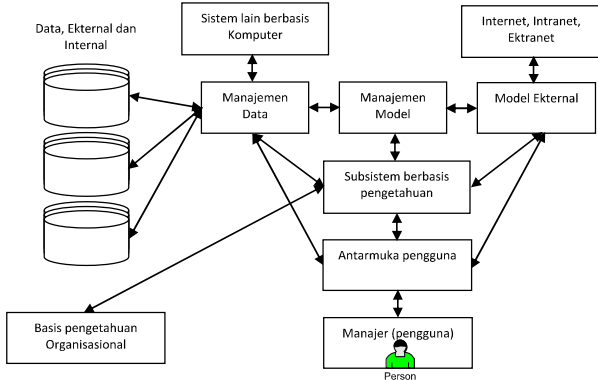 Sistem lain berbasis
Komputer
Internet, Intranet,
Ektranet
Data, Ekternal dan
Internal
Manajemen
Data
Manajemen
Model
Model Ekternal
Subsistem berbasis
pengetahuan
Antarmuka pengguna
Basis pengetahuan
Organisasional
Manajer (pengguna)
Person